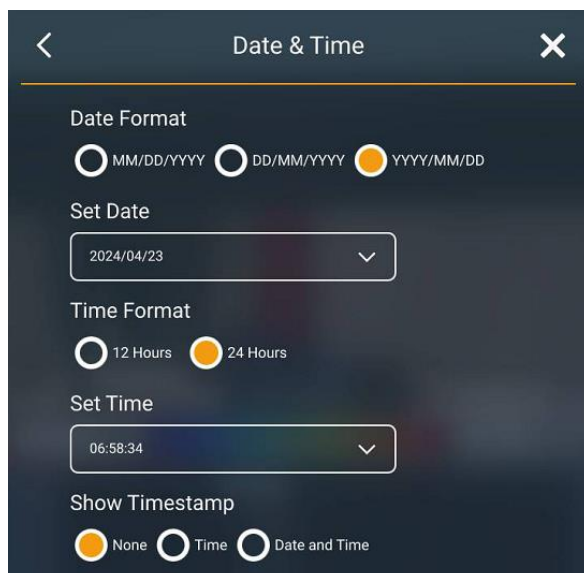 Date & Time
Date Format
MM/DD/YYYY DD/MM/YYYY YYYY/MM/DD
Set Date
2024/04/23
Time Format
12 Hours 24 Hours
Set Time
06:58:34
Show Timestamp
None Time Date and Time